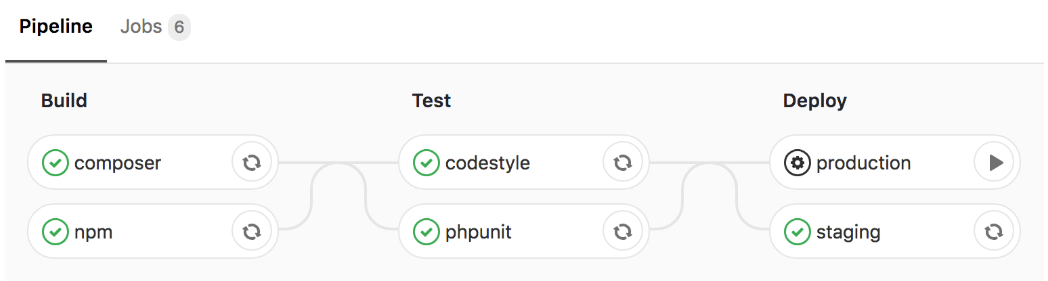 Pipeline Jobs 6
Build Test Deploy
composer codestyle production
npm phpunit staging